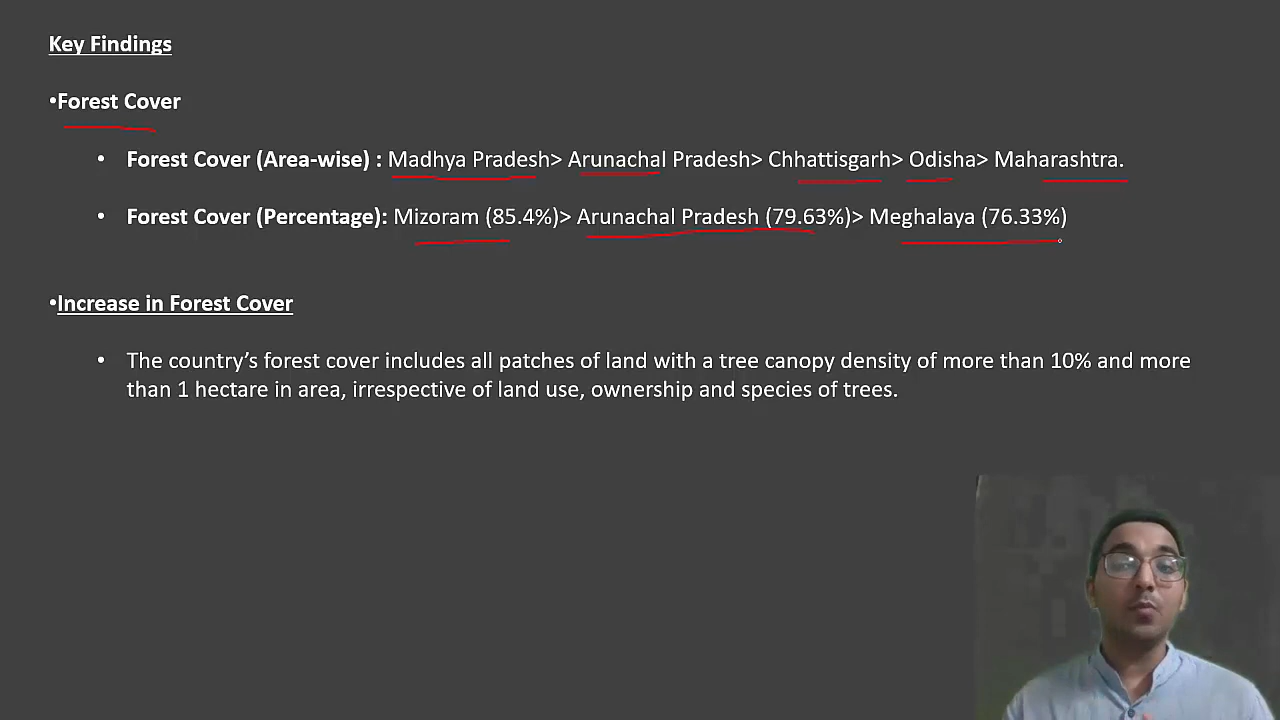 Key Findings
•Forest Cover
• Forest Cover (Area-wise) : Madhya Pradesh> Arunachal Pradesh> Chhattisgarh> Odisha> Maharashtra.
• Forest Cover (Percentage): Mizoram (85.4%)> Arunachal Pradesh (79.63%)> Meghalaya (76.33%)
•Increase in Forest Cover
• The country’s forest cover includes all patches of land with a tree canopy density of more than 10% and more
than 1 hectare in area, irrespective of land use, ownership and species of trees.